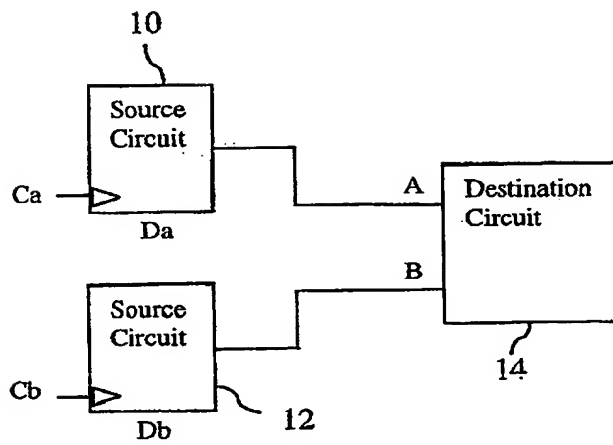 10
Source
Circuit
Ca
Da
A
Destination
Circuit
B
Source
Circuit
14
Cb
12
Db